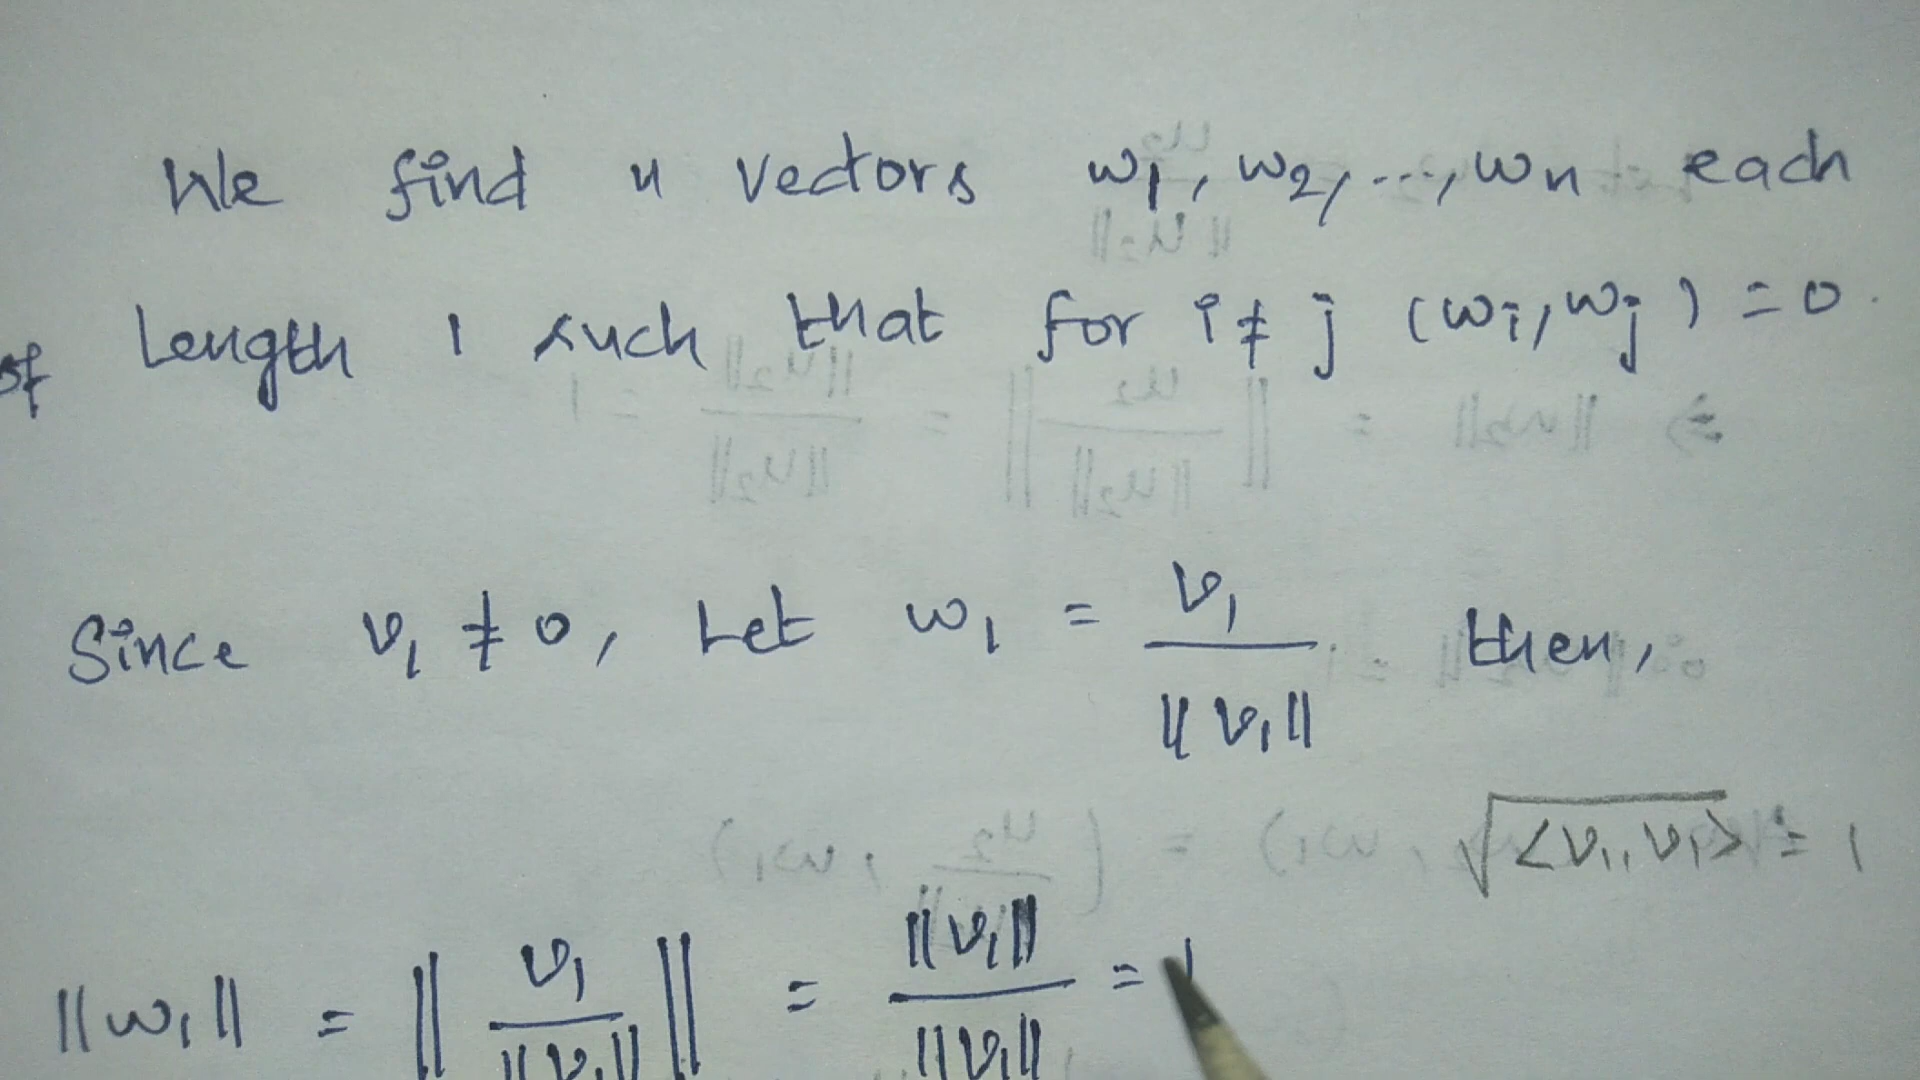 We find n vectors w1, w2, ..., wn each
of length 1 such that for i ≠ j (wi, wj) = 0.
Since v1 ≠ 0, Let w1 = v1 / ||v1|| then,
√<v1, v1> = 1
||w1|| = || v1 / ||v1|| || = ||v1|| / ||v1|| = 1